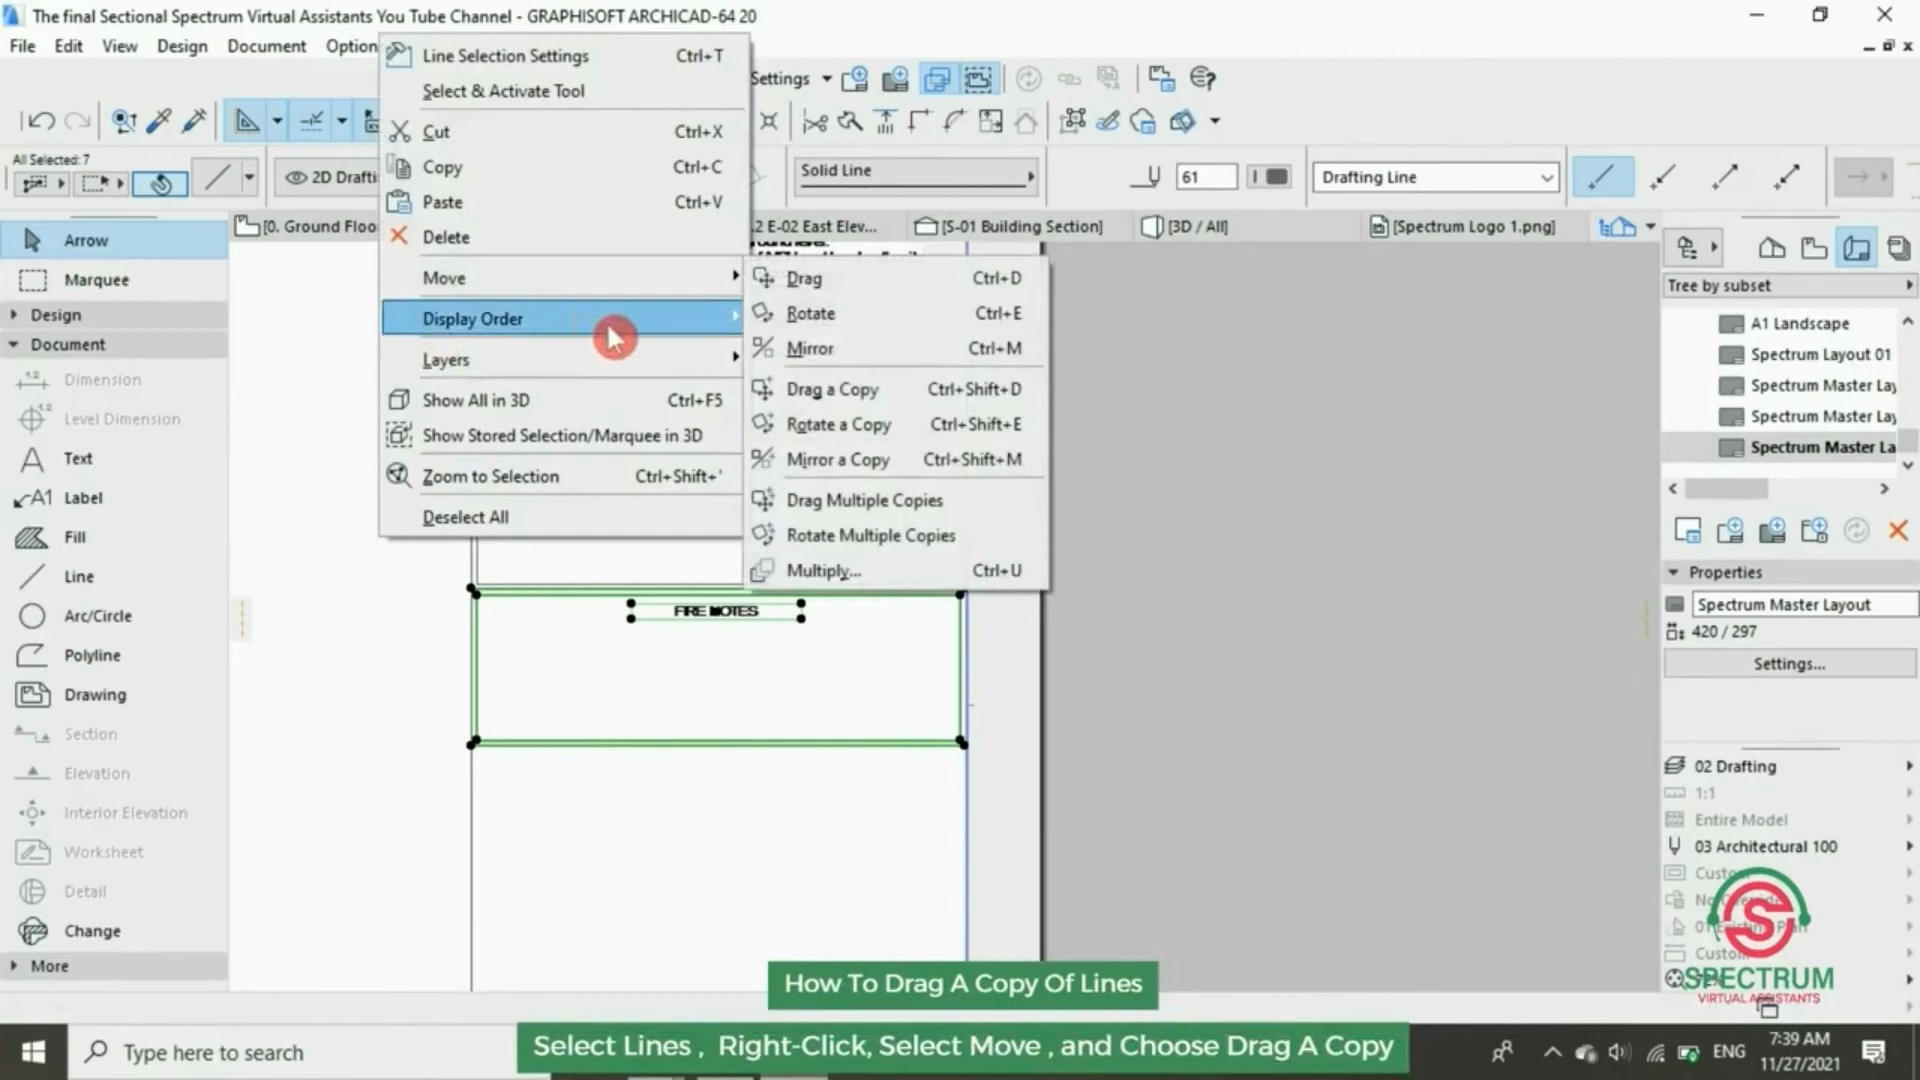 The final Sectional Spectrum Virtual Assistants You Tube Channel - GRAPHISOFT ARCHICAD-64 20
File Edit View Design Document Option
Settings
All Selected: 7
2D Drafti
Solid Line
61
Drafting Line
Line Selection Settings Ctrl+T
Select & Activate Tool
Cut Ctrl+X
Copy Ctrl+C
Paste Ctrl+V
Delete
Move
Display Order
Layers
Show All in 3D Ctrl+F5
Show Stored Selection/Marquee in 3D
Zoom to Selection Ctrl+Shift+'
Deselect All
Drag Ctrl+D
Rotate Ctrl+E
Mirror Ctrl+M
Drag a Copy Ctrl+Shift+D
Rotate a Copy Ctrl+Shift+E
Mirror a Copy Ctrl+Shift+M
Drag Multiple Copies
Rotate Multiple Copies
Multiply... Ctrl+U
[0. Ground Floo
.2 E-02 East Elev...
[S-01 Building Section]
[3D / All]
[Spectrum Logo 1.png]
Arrow
Marquee
Design
Document
Dimension
Level Dimension
Text
Label
Fill
Line
Arc/Circle
Polyline
Drawing
Section
Elevation
Interior Elevation
Worksheet
Detail
Change
More
FIRE NOTES
Tree by subset
A1 Landscape
Spectrum Layout 01
Spectrum Master Lay
Spectrum Master Lay
Spectrum Master La
Properties
Spectrum Master Layout
420 / 297
Settings...
02 Drafting
1:1
Entire Model
03 Architectural 100
Custo
Custo
SPECTRUM
VIRTUAL ASSISTANTS
How To Drag A Copy Of Lines
Select Lines , Right-Click, Select Move , and Choose Drag A Copy
Type here to search
ENG
7:39 AM
11/27/2021